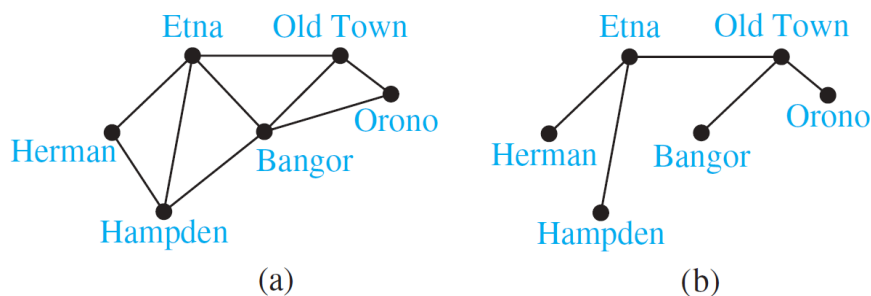 Etna Old Town
Orono
Herman Bangor
Hampden
(a)
Etna Old Town
Orono
Herman Bangor
Hampden
(b)